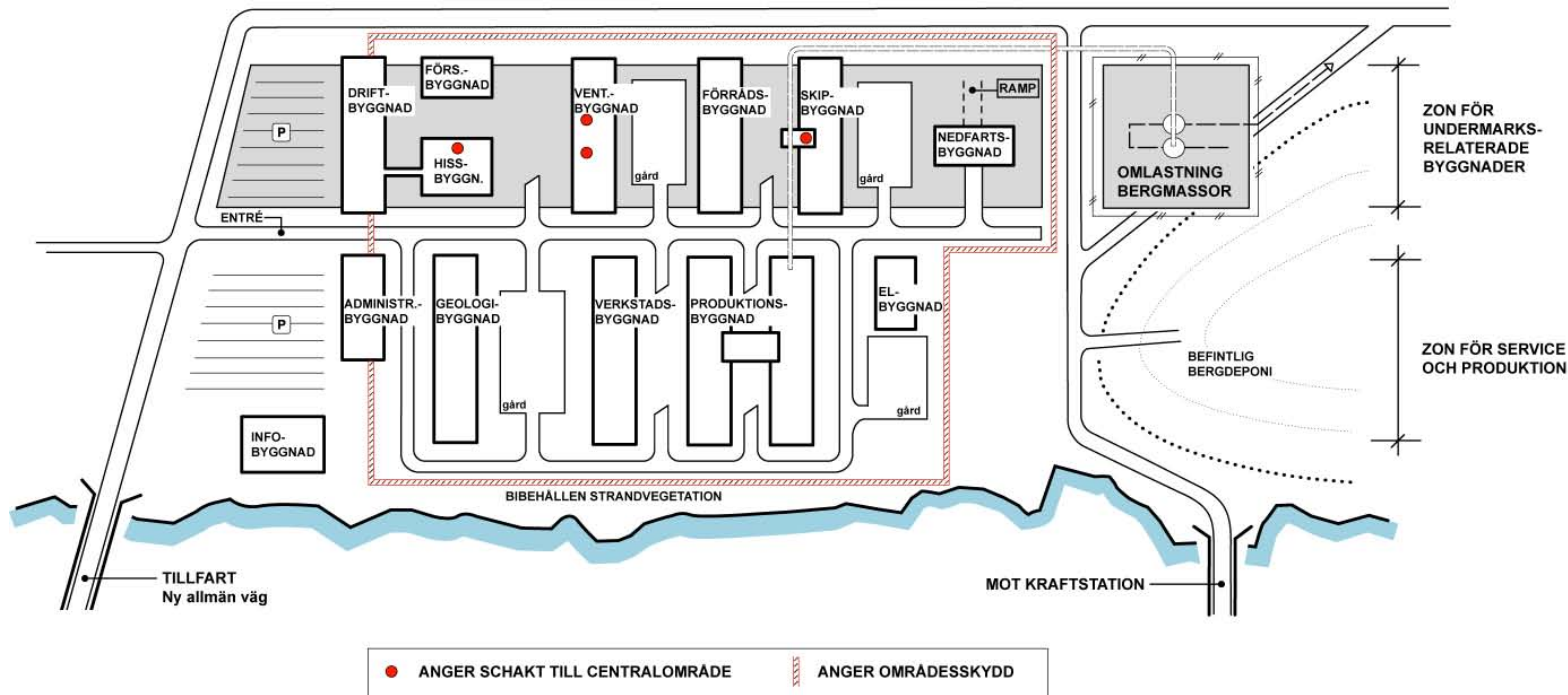 FÖRS.-
BYGGNAD
DRIFT-
BYGGNAD
VENT.-
BYGGNAD
FÖRRÅDS-
BYGGNAD
SKIP-
BYGGNAD
RAMP
NEDFARTS-
BYGGNAD
HISS-
BYGGN.
P
gård
gård
OMLASTNING
BERGMASSOR
ZON FÖR
UNDERMARKS-
RELATERADE
BYGGNADER
ENTRÉ
ADMINISTR.-
BYGGNAD
GEOLOGI-
BYGGNAD
VERKSTADS-
BYGGNAD
PRODUKTIONS-
BYGGNAD
EL-
BYGGNAD
P
gård
gård
BEFINTLIG
BERGDEPONI
ZON FÖR SERVICE
OCH PRODUKTION
INFO-
BYGGNAD
BIBEHÅLLEN STRANDVEGETATION
TILLFART
Ny allmän väg
MOT KRAFTSTATION
ANGER SCHAKT TILL CENTRALOMRÅDE
ANGER OMRÅDESSKYDD